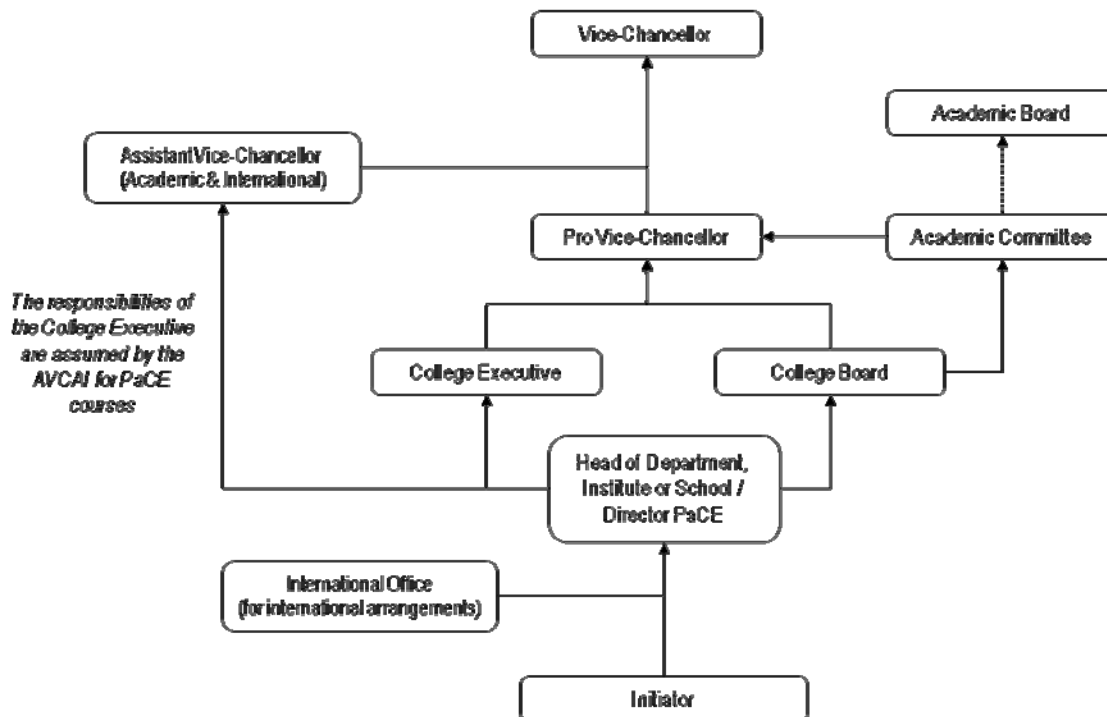 Vice-Chancellor
Academic Board
Assistant Vice-Chancellor
(Academic & International)
Pro Vice-Chancellor
Academic Committee
The responsibilities of
the College Executive
are assumed by the
AVCAI for PaCE
courses
College Executive
College Board
Head of Department,
Institute or School /
Director PaCE
International Office
(for international arrangements)
Initiator